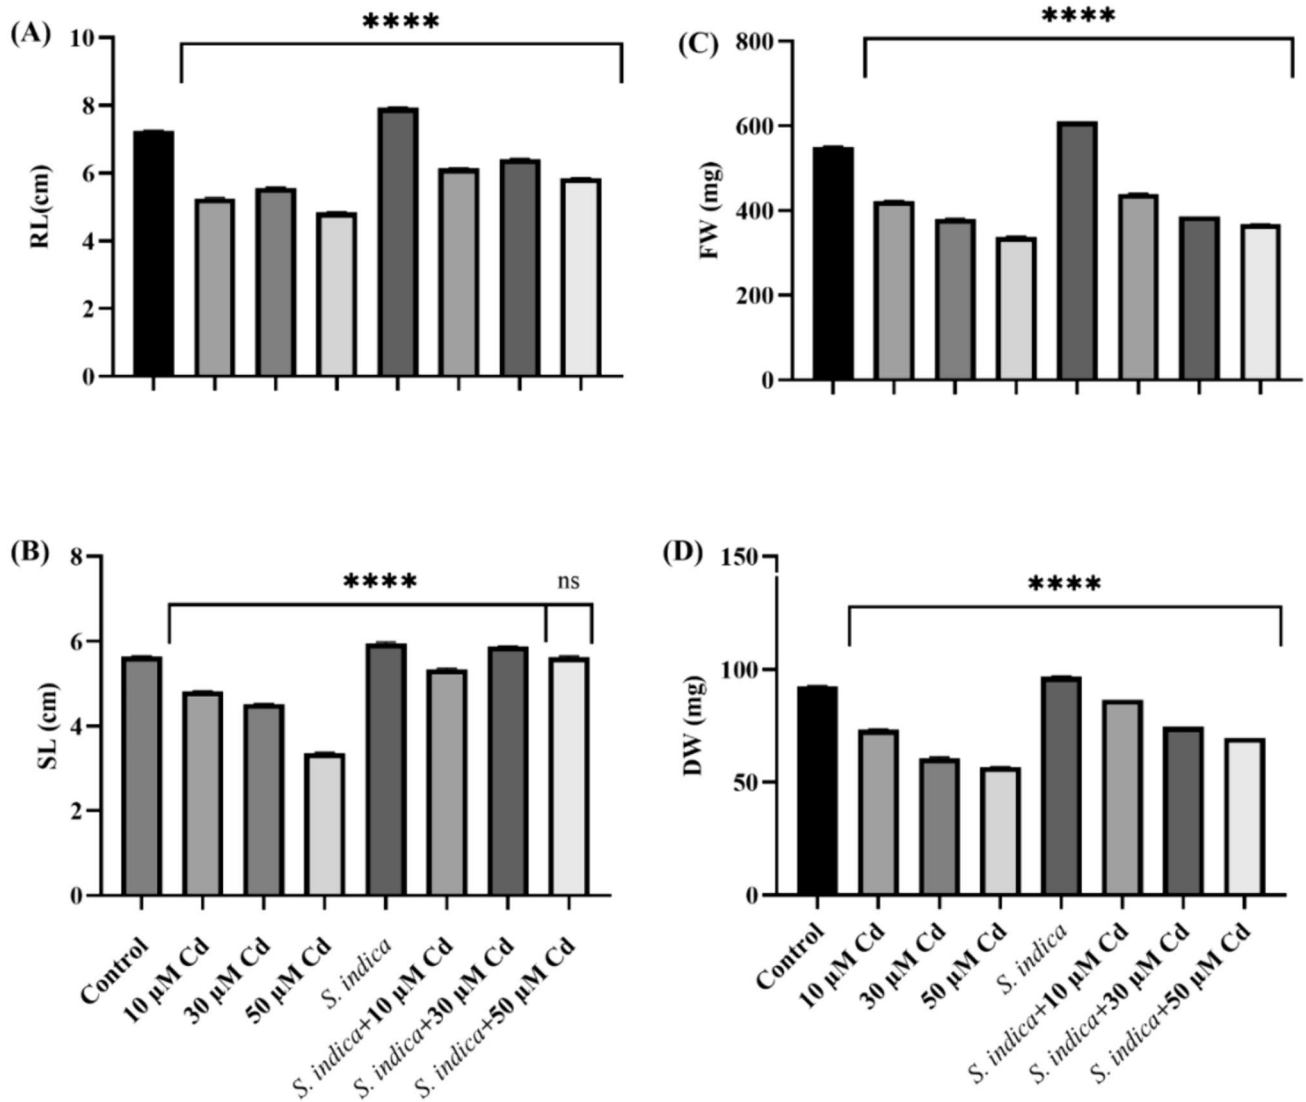 (A)
****
10
8
6
4
2
0
RL(cm)
(C)
****
800
600
400
200
0
FW (mg)
(B)
****
ns
8
6
4
2
0
SL (cm)
Control
10 µM Cd
30 µM Cd
50 µM Cd
S. indica
S. indica+10 µM Cd
S. indica+30 µM Cd
S. indica+50 µM Cd
(D)
****
150
100
50
0
DW (mg)
Control
10 µM Cd
30 µM Cd
50 µM Cd
S. indica
S. indica+10 µM Cd
S. indica+30 µM Cd
S. indica+50 µM Cd